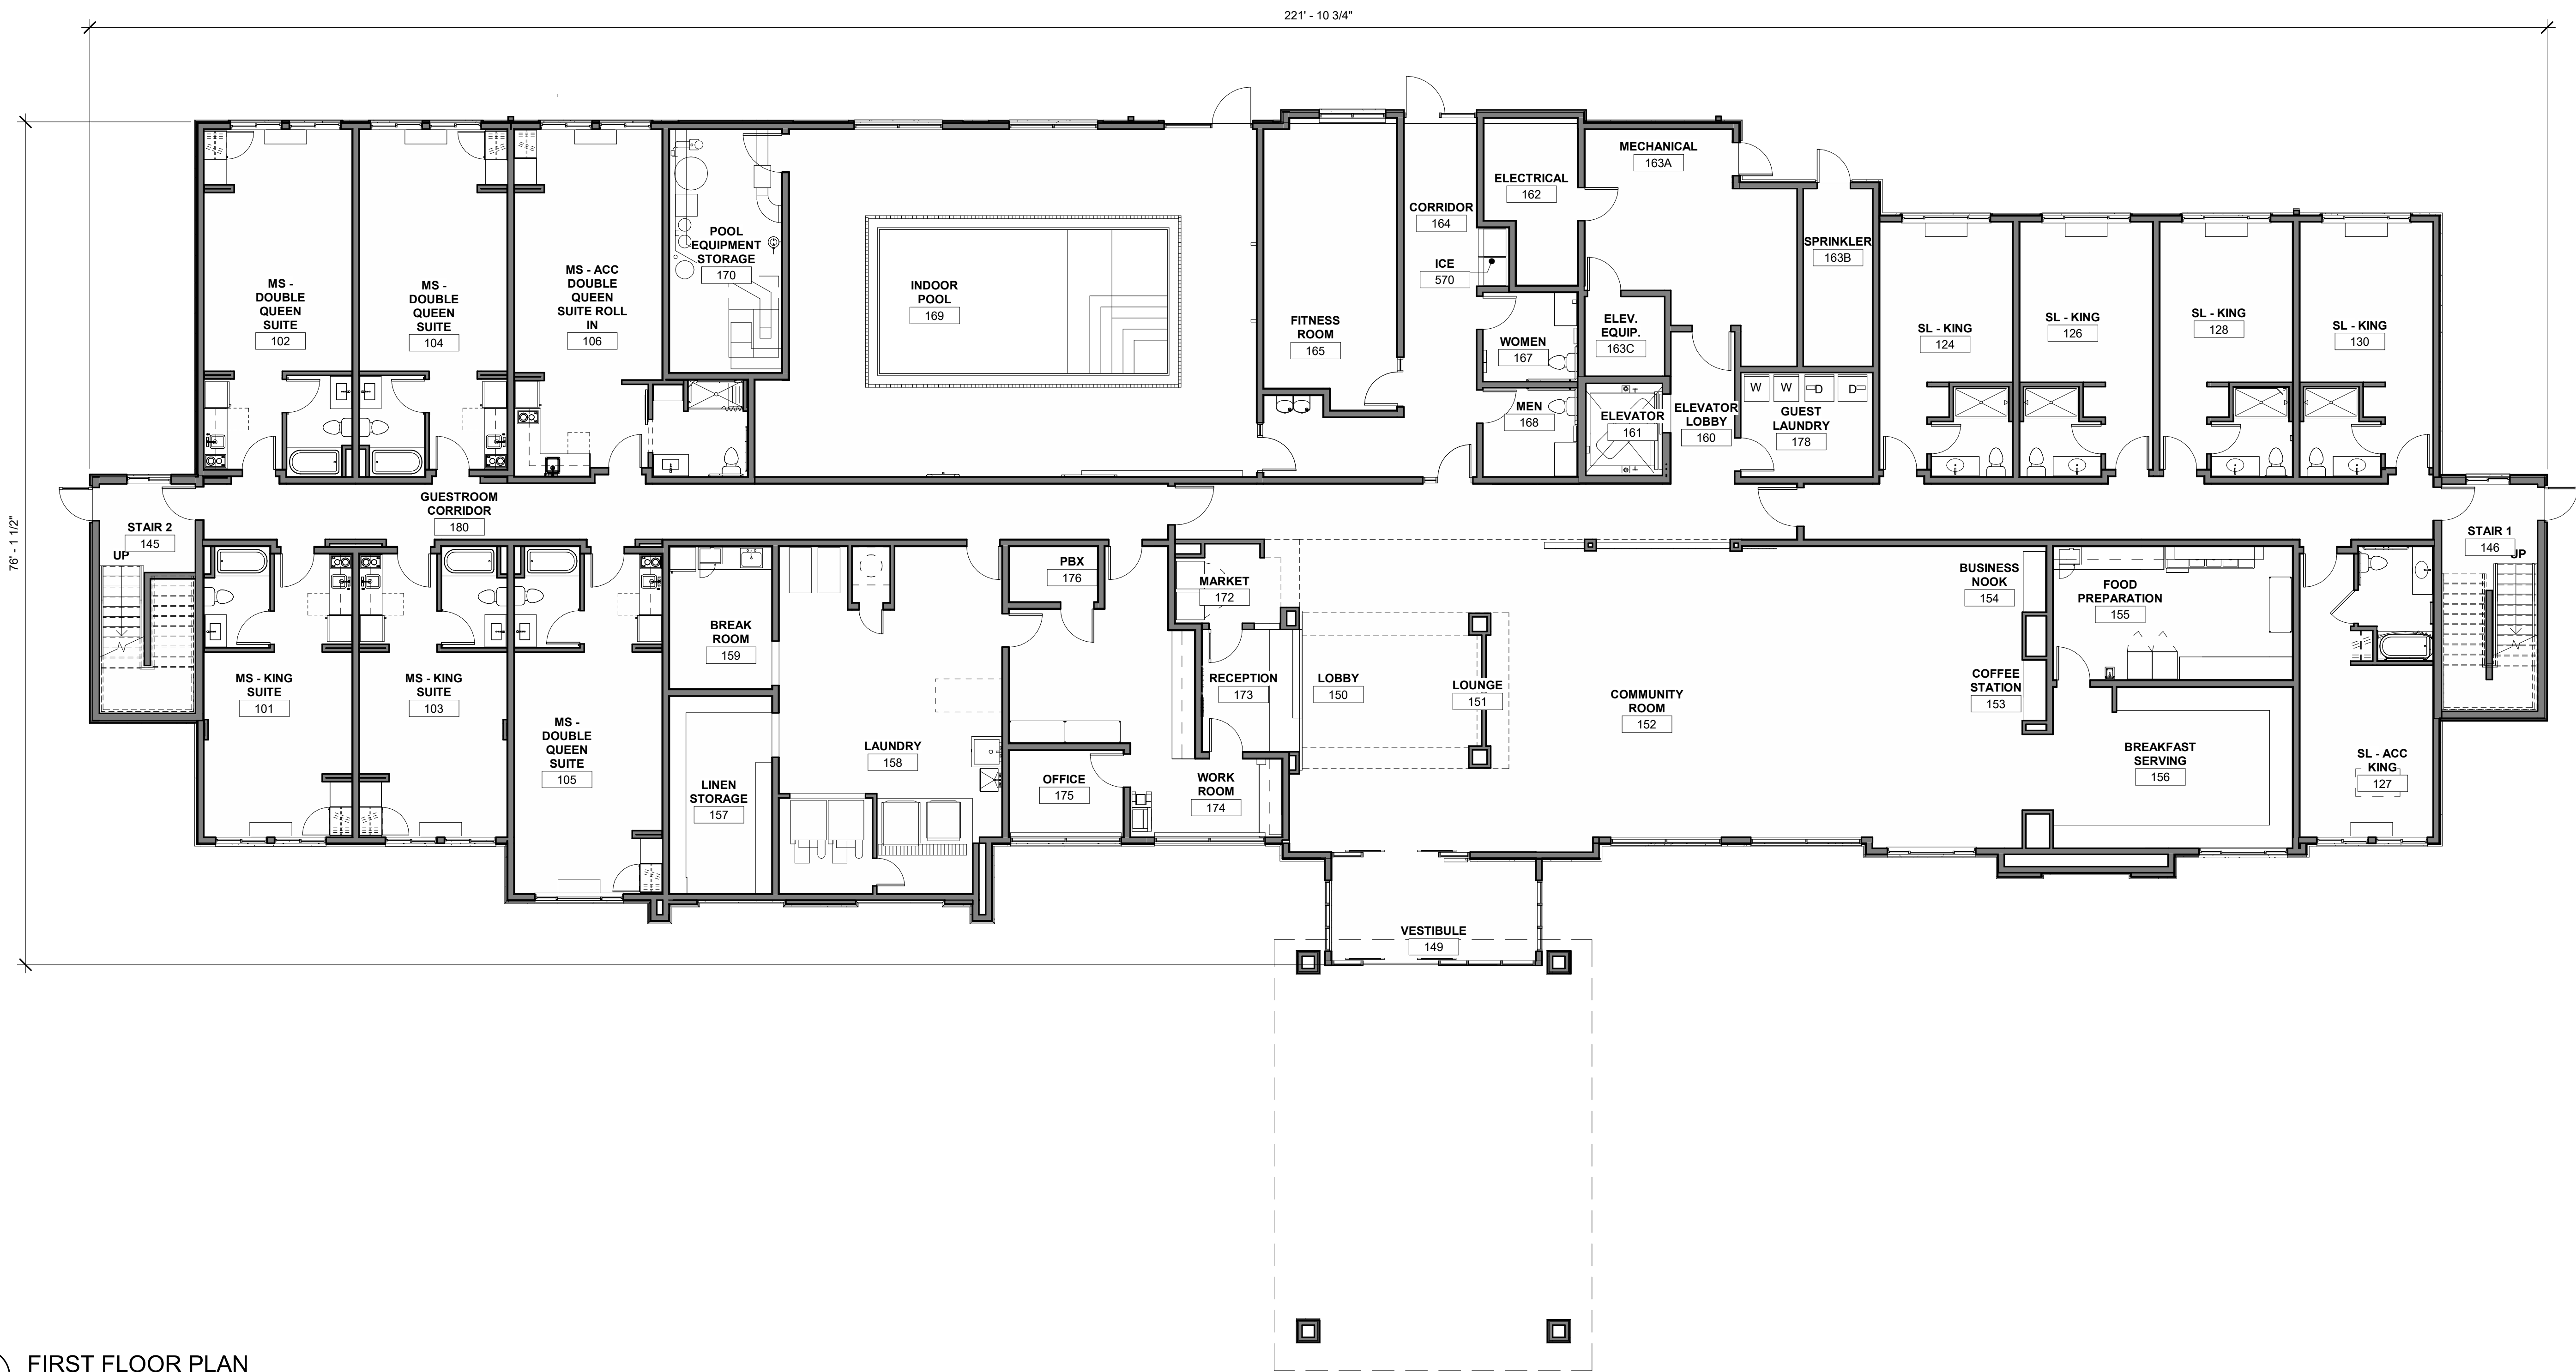 221' - 10 3/4"
76' - 1 1/2"
MECHANICAL
163A
ELECTRICAL
162
CORRIDOR
164
POOL
EQUIPMENT
STORAGE
170
SPRINKLER
163B
ICE
570
MS -
DOUBLE
QUEEN
SUITE
102
MS -
DOUBLE
QUEEN
SUITE
104
MS - ACC
DOUBLE
QUEEN
SUITE ROLL
IN
106
INDOOR
POOL
169
FITNESS
ROOM
165
WOMEN
167
ELEV.
EQUIP.
163C
SL - KING
124
SL - KING
126
SL - KING
128
SL - KING
130
W
W
D
D
MEN
168
ELEVATOR
161
ELEVATOR
LOBBY
160
GUEST
LAUNDRY
178
GUESTROOM
CORRIDOR
180
STAIR 2
145
UP
STAIR 1
146
UP
PBX
176
MARKET
172
BUSINESS
NOOK
154
FOOD
PREPARATION
155
BREAK
ROOM
159
MS - KING
SUITE
101
MS - KING
SUITE
103
RECEPTION
173
LOBBY
150
LOUNGE
151
COMMUNITY
ROOM
152
COFFEE
STATION
153
MS -
DOUBLE
QUEEN
SUITE
105
LAUNDRY
158
LINEN
STORAGE
157
OFFICE
175
WORK
ROOM
174
BREAKFAST
SERVING
156
SL - ACC
KING
127
VESTIBULE
149
FIRST FLOOR PLAN